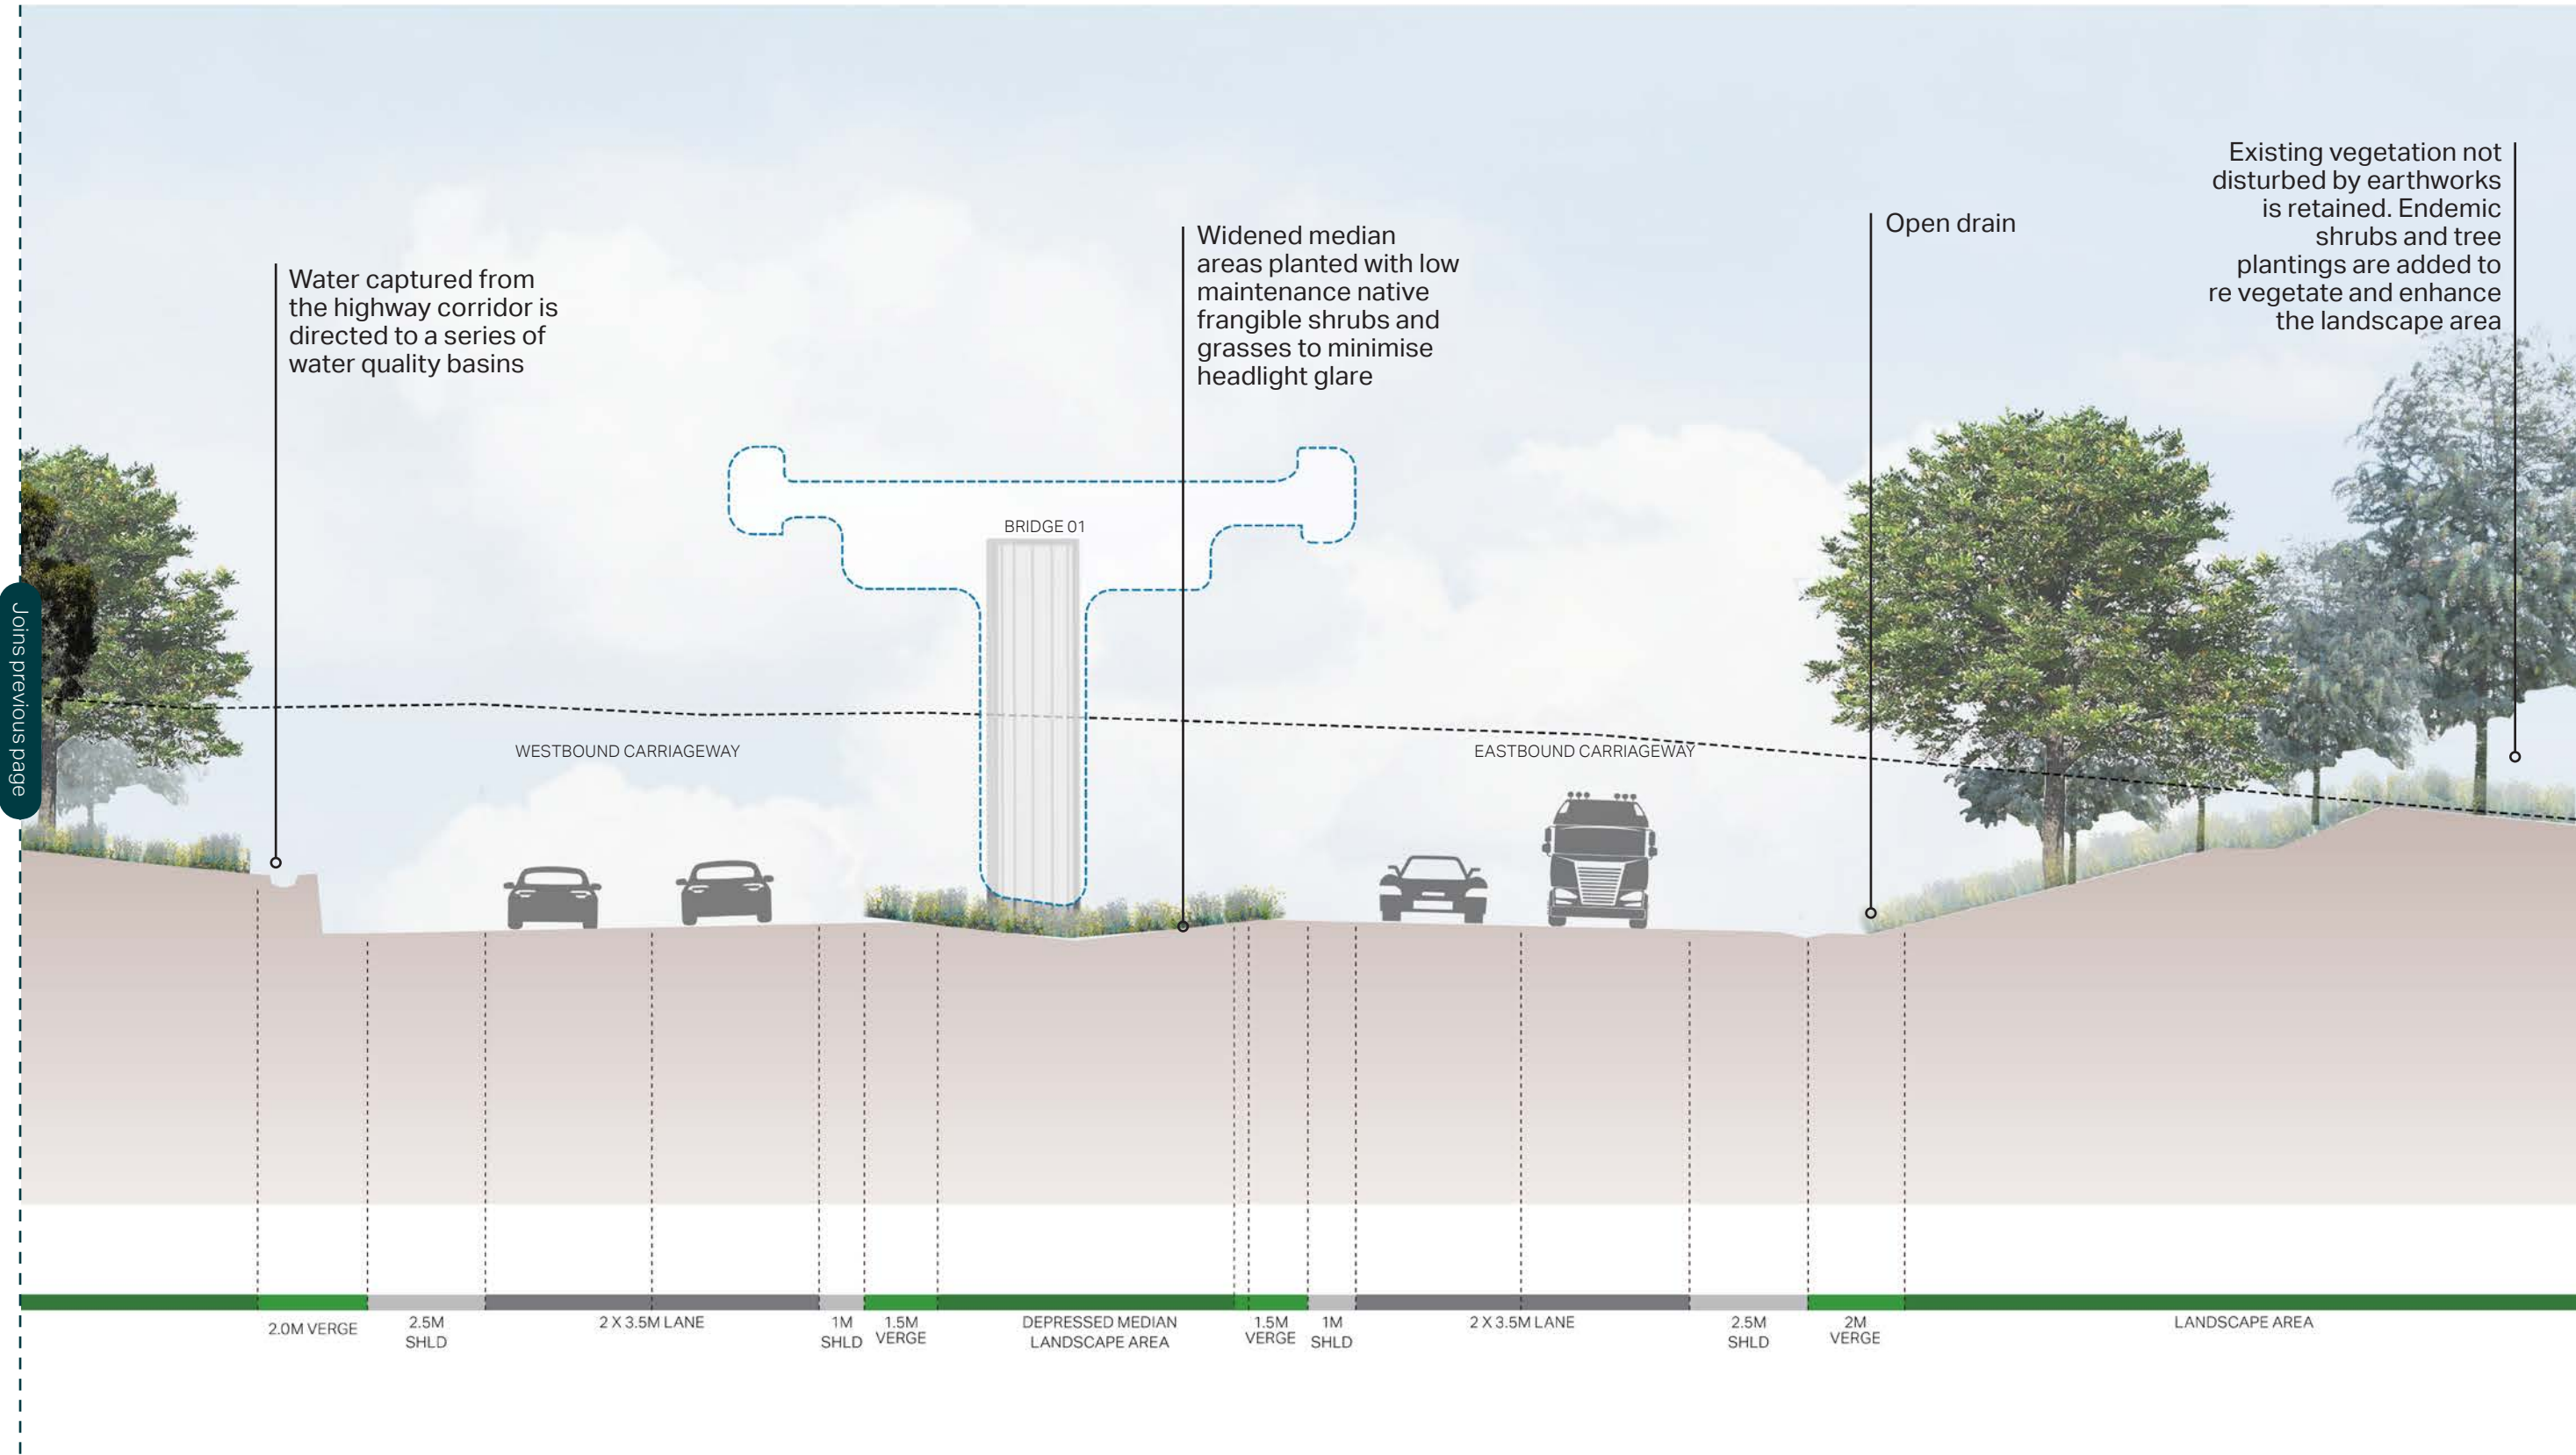 Existing vegetation not
disturbed by earthworks
is retained. Endemic
shrubs and tree
plantings are added to
re vegetate and enhance
the landscape area
Open drain
Widened median
areas planted with low
maintenance native
frangible shrubs and
grasses to minimise
headlight glare
Water captured from
the highway corridor is
directed to a series of
water quality basins
BRIDGE 01
Joins previous page
WESTBOUND CARRIAGEWAY
EASTBOUND CARRIAGEWAY
2.0M VERGE
2.5M
SHLD
2 X 3.5M LANE
1M
SHLD
1.5M
VERGE
DEPRESSED MEDIAN
LANDSCAPE AREA
1.5M
VERGE
1M
SHLD
2 X 3.5M LANE
2.5M
SHLD
2M
VERGE
LANDSCAPE AREA